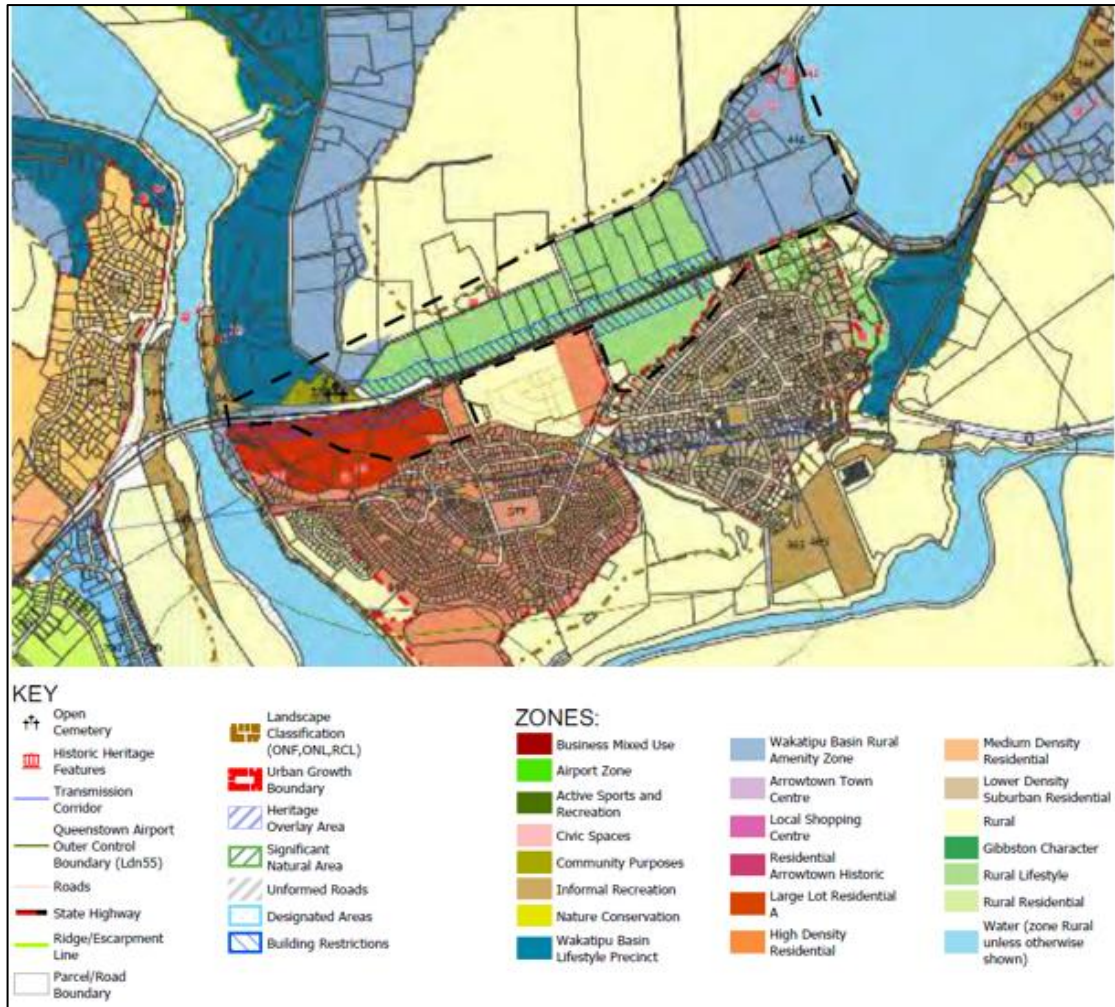 577
KEY
Open
Cemetery
Historic Heritage
Features
Transmission
Corridor
Queenstown Airport
Outer Control
Boundary (Ldn55)
Roads
State Highway
Ridge/Escarpment
Line
Parcel/Road
Boundary
Landscape
Classification
(ONF,ONL,RCL)
Urban Growth
Boundary
Heritage
Overlay Area
Significant
Natural Area
Unformed Roads
Designated Areas
Building Restrictions
ZONES:
Business Mixed Use
Airport Zone
Active Sports and
Recreation
Civic Spaces
Community Purposes
Informal Recreation
Nature Conservation
Wakatipu Basin
Lifestyle Precinct
Wakatipu Basin Rural
Amenity Zone
Arrowtown Town
Centre
Local Shopping
Centre
Residential
Arrowtown Historic
Large Lot Residential
A
High Density
Residential
Medium Density
Residential
Lower Density
Suburban Residential
Rural
Gibbston Character
Rural Lifestyle
Rural Residential
Water (zone Rural
unless otherwise
shown)